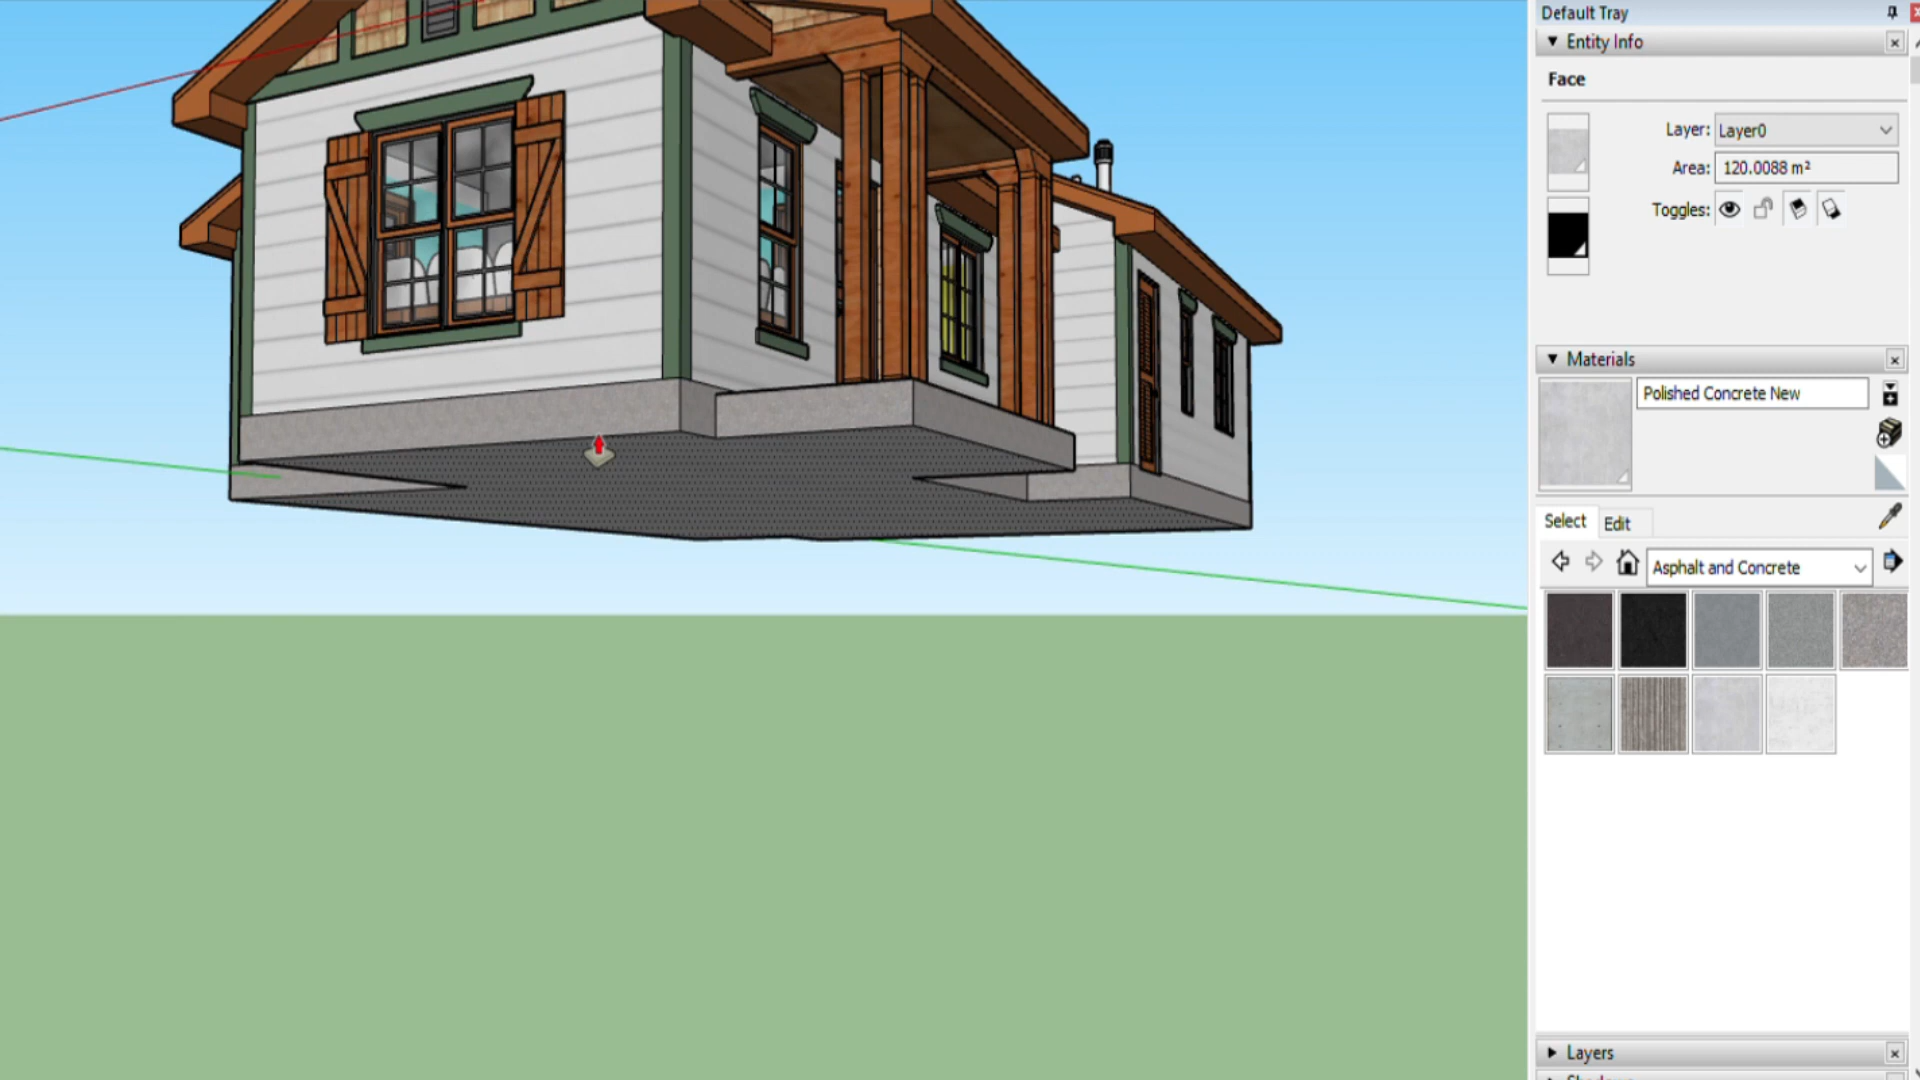 Default Tray
Entity Info
Face
Layer: Layer0
Area: 120.0088 m²
Toggles:
Materials
Polished Concrete New
Select Edit
Asphalt and Concrete
Layers